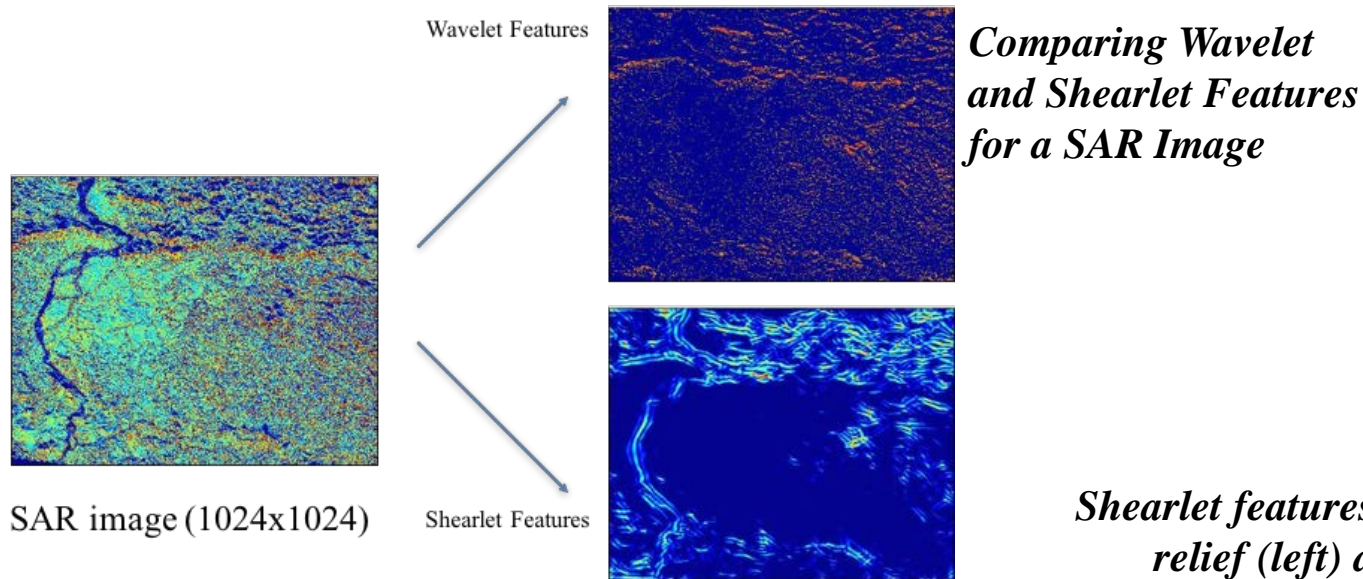 Wavelet Features
Comparing Wavelet
and Shearlet Features
for a SAR Image
SAR image (1024x1024)
Shearlet Features
Shearlet features
relief (left) a